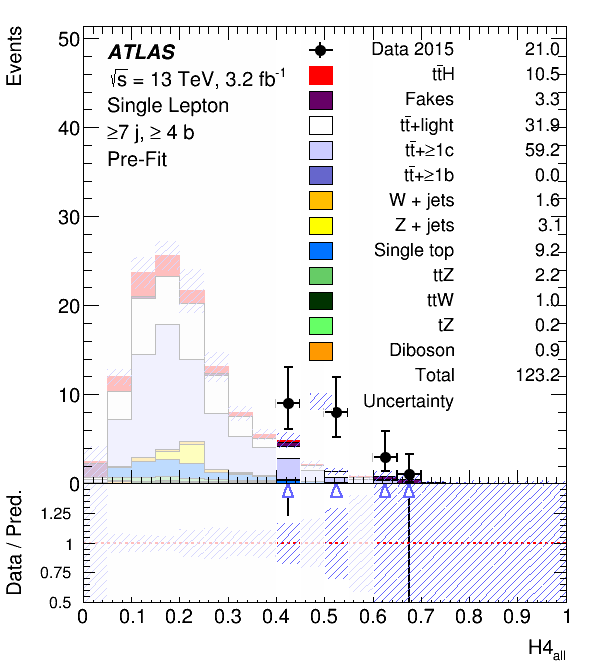 Events
50
40
30
20
10
0
ATLAS
√s = 13 TeV, 3.2 fb⁻¹
Single Lepton
≥7 j, ≥ 4 b
Pre-Fit
Data 2015 21.0
tt̄H 10.5
Fakes 3.3
tt̄+light 31.9
tt̄+≥1c 59.2
tt̄+≥1b 0.0
W + jets 1.6
Z + jets 3.1
Single top 9.2
ttZ 2.2
ttW 1.0
tZ 0.2
Diboson 0.9
Total 123.2
Uncertainty
Data / Pred.
1.25
1
0.75
0.5
0 0.1 0.2 0.3 0.4 0.5 0.6 0.7 0.8 0.9 1
H4all